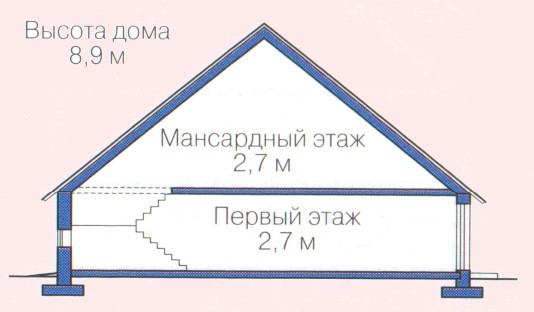 Высота дома
8,9 м
Мансардный этаж
2,7 м
Первый этаж
2,7 м